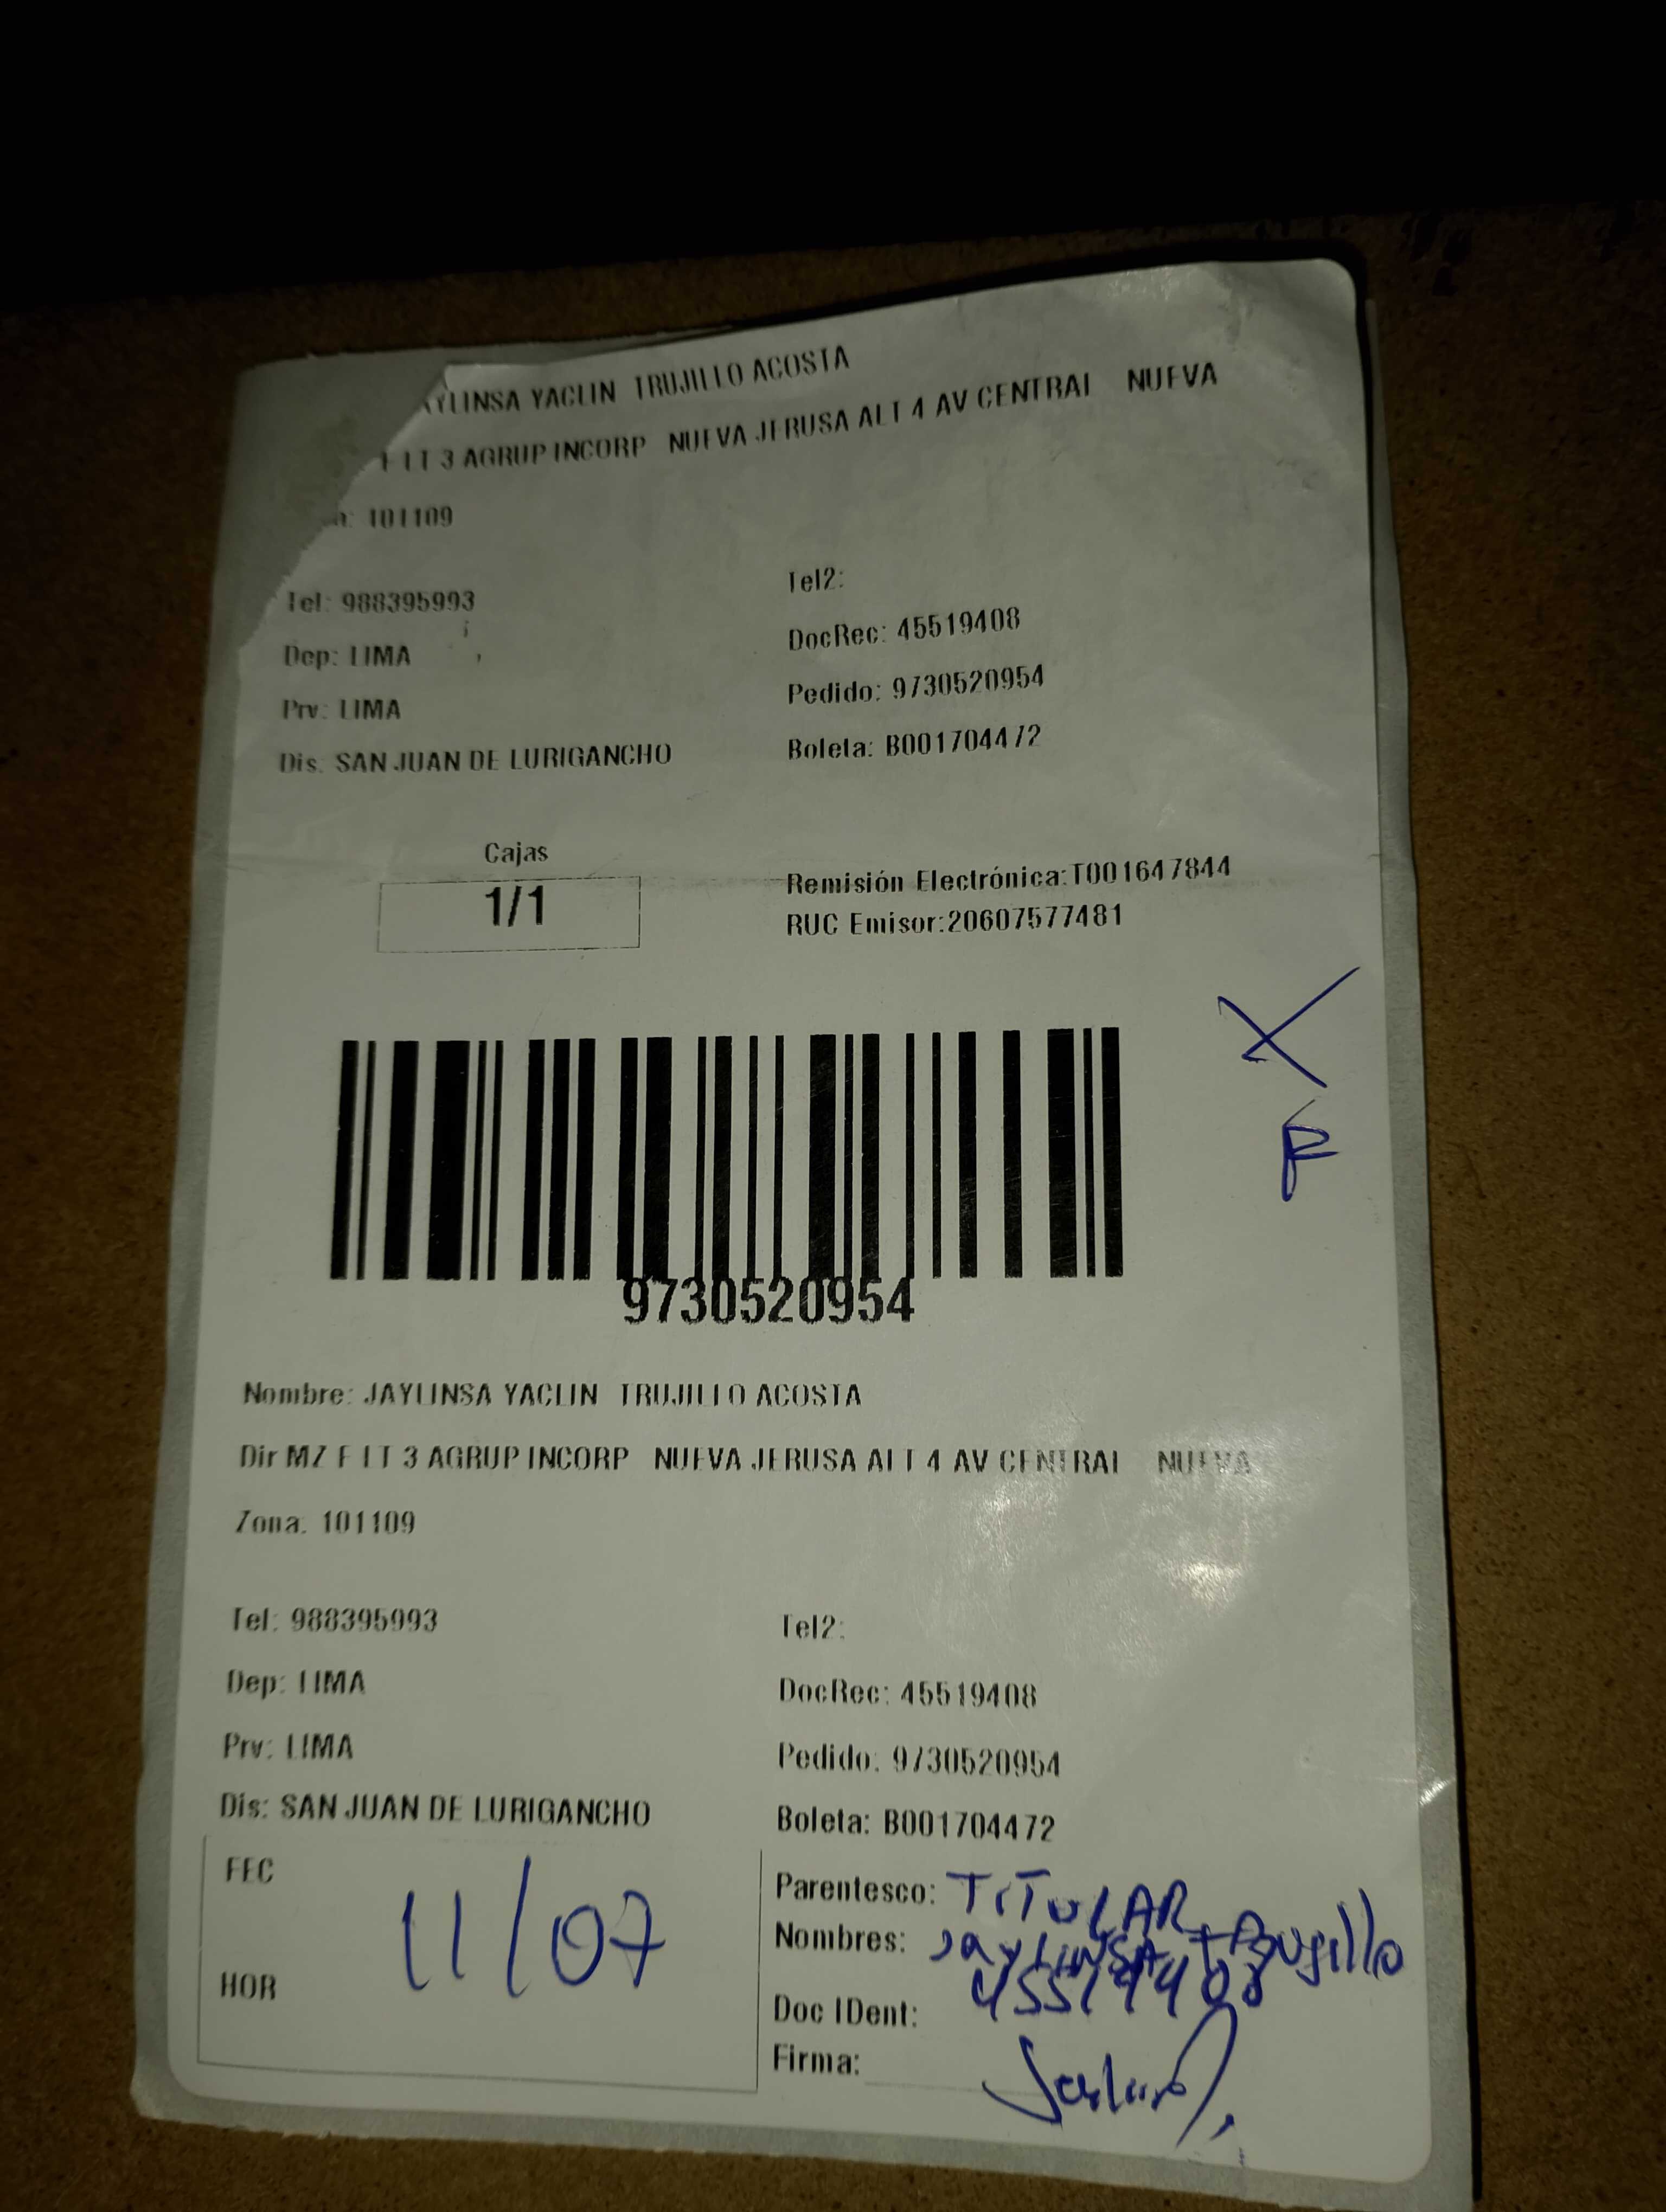 YLINSA YACLIN TRUJILLO ACOSTA
F LT 3 AGRUP INCORP NUEVA JERUSA ALT 4 AV CENTRAL NUEVA
a: 101109
Tel: 988395993
Tel2:
Dep: LIMA
DocRec: 45519408
Prv: LIMA
Pedido: 9730520954
Dis: SAN JUAN DE LURIGANCHO
Boleta: B001704472
Cajas
1/1
Remisión Electrónica:T001647844
RUC Emisor:20607577481
X
F
9730520954
Nombre: JAYLINSA YACLIN TRUJILLO ACOSTA
Dir MZ F LT 3 AGRUP INCORP NUEVA JERUSA ALT 4 AV CENTRAL NUEVA
Zona: 101109
Tel: 988395993
Tel2:
Dep: LIMA
DocRec: 45519408
Prv: LIMA
Pedido: 9730520954
Dis: SAN JUAN DE LURIGANCHO
Boleta: B001704472
FEC
11/07
HOR
Parentesco: TITULAR
Nombres: JAYLINSA TRUJILLO
Doc IDent: 45519408
Firma: